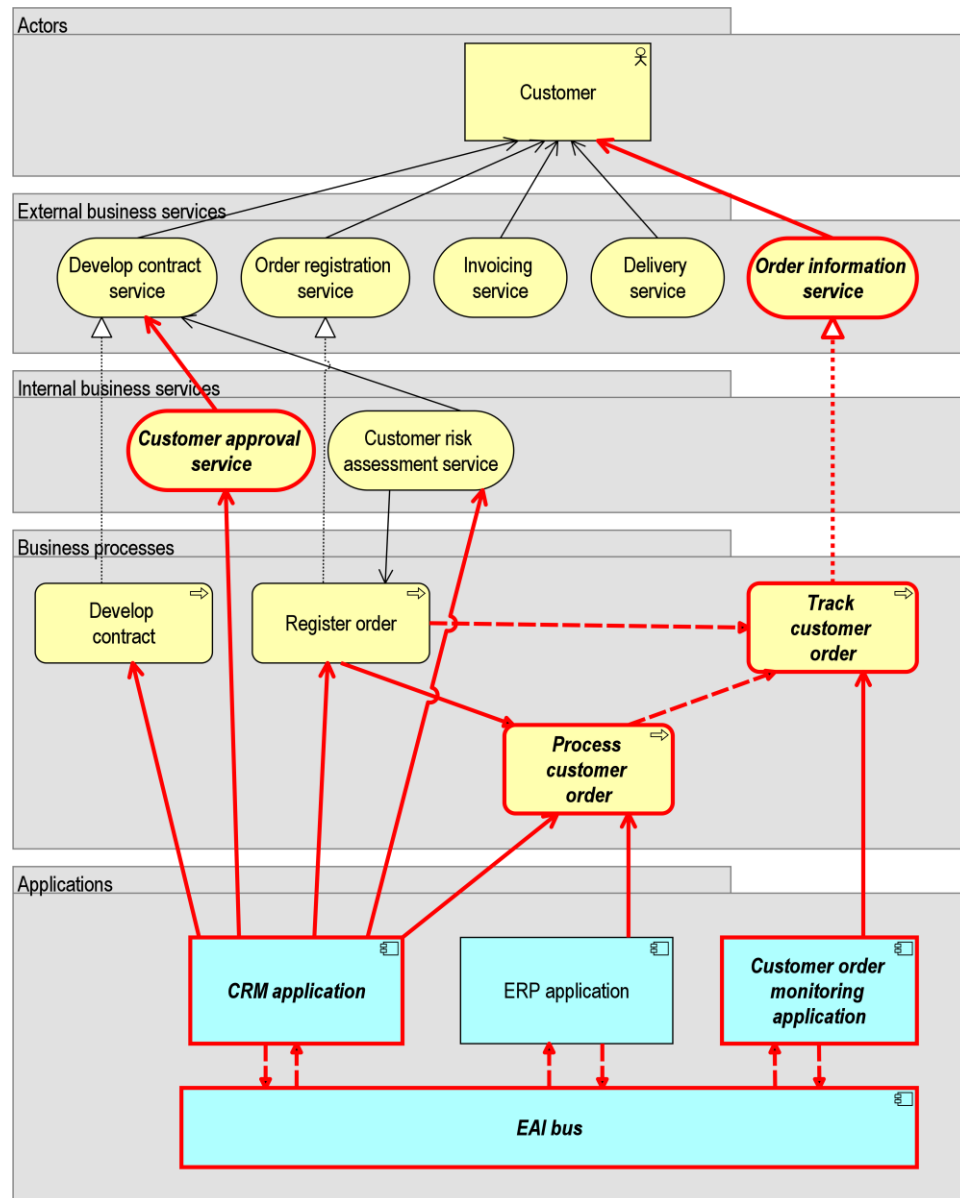 Actors
Customer
External business services
Develop contract
service
Order registration
service
Invoicing
service
Delivery
service
Order information
service
Internal business services
Customer approval
service
Customer risk
assessment service
Business processes
Develop
contract
Register order
Track
customer
order
Process
customer
order
Applications
CRM application
ERP application
Customer order
monitoring
application
EAI bus